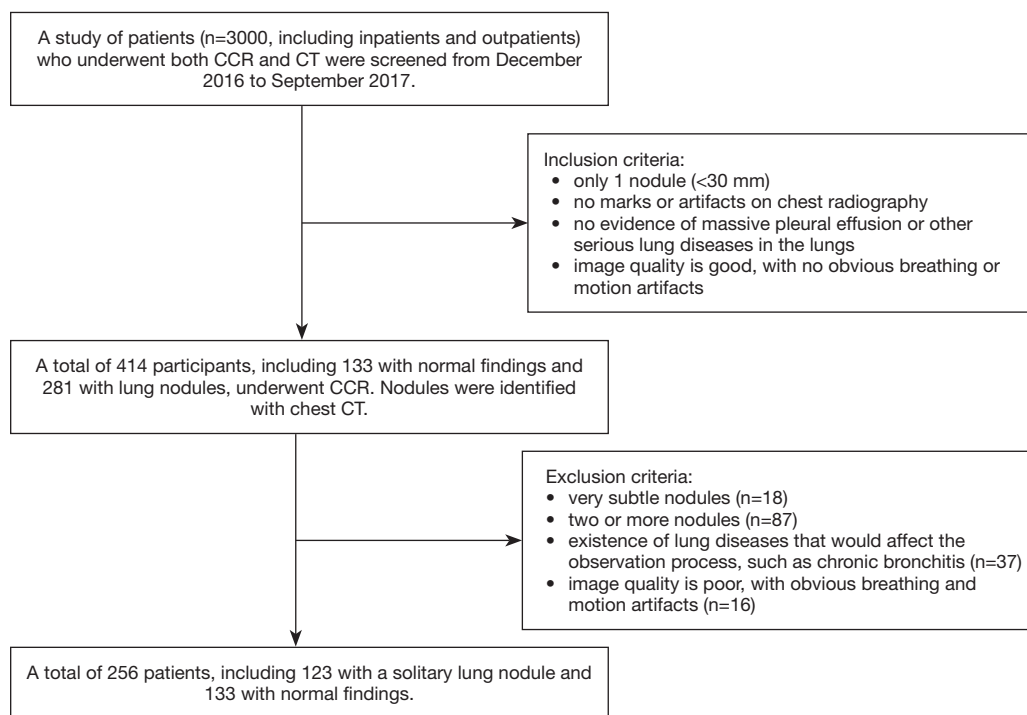 A study of patients (n=3000, including inpatients and outpatients)
who underwent both CCR and CT were screened from December
2016 to September 2017.
Inclusion criteria:
• only 1 nodule (<30 mm)
• no marks or artifacts on chest radiography
• no evidence of massive pleural effusion or other
serious lung diseases in the lungs
• image quality is good, with no obvious breathing or
motion artifacts
A total of 414 participants, including 133 with normal findings and
281 with lung nodules, underwent CCR. Nodules were identified
with chest CT.
Exclusion criteria:
• very subtle nodules (n=18)
• two or more nodules (n=87)
• existence of lung diseases that would affect the
observation process, such as chronic bronchitis (n=37)
• image quality is poor, with obvious breathing and
motion artifacts (n=16)
A total of 256 patients, including 123 with a solitary lung nodule and
133 with normal findings.